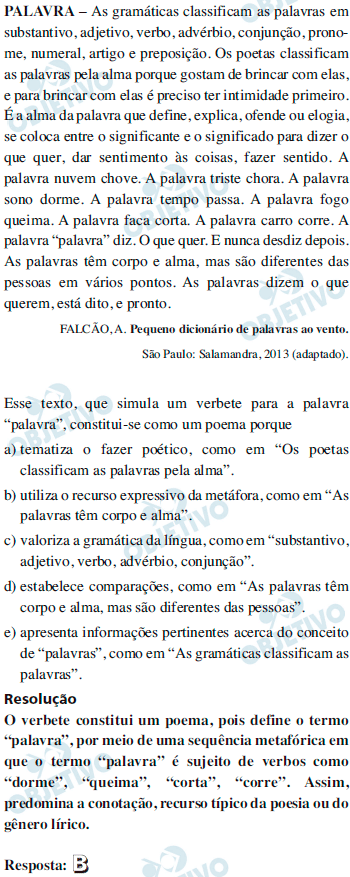 PALAVRA – As gramáticas classificam as palavras em
substantivo, adjetivo, verbo, advérbio, conjunção, prono-
me, numeral, artigo e preposição. Os poetas classificam
as palavras pela alma porque gostam de brincar com elas,
e para brincar com elas é preciso ter intimidade primeiro.
É a alma da palavra que define, explica, ofende ou elogia,
se coloca entre o significante e o significado para dizer o
que quer, dar sentimento às coisas, fazer sentido. A
palavra nuvem chove. A palavra triste chora. A palavra
sono dorme. A palavra tempo passa. A palavra fogo
queima. A palavra faca corta. A palavra carro corre. A
palavra “palavra” diz. O que quer. E nunca desdiz depois.
As palavras têm corpo e alma, mas são diferentes das
pessoas em vários pontos. As palavras dizem o que
querem, está dito, e pronto.
FALCÃO, A. Pequeno dicionário de palavras ao vento.
São Paulo: Salamandra, 2013 (adaptado).
Esse texto, que simula um verbete para a palavra
“palavra”, constitui-se como um poema porque
a) tematiza o fazer poético, como em “Os poetas
classificam as palavras pela alma”.
b) utiliza o recurso expressivo da metáfora, como em “As
palavras têm corpo e alma”.
c) valoriza a gramática da língua, como em “substantivo,
adjetivo, verbo, advérbio, conjunção”.
d) estabelece comparações, como em “As palavras têm
corpo e alma, mas são diferentes das pessoas”.
e) apresenta informações pertinentes acerca do conceito
de “palavras”, como em “As gramáticas classificam as
palavras”.
Resolução
O verbete constitui um poema, pois define o termo
“palavra”, por meio de uma sequência metafórica em
que o termo “palavra” é sujeito de verbos como
“dorme”, “queima”, “corta”, “corre”. Assim,
predomina a conotação, recurso típico da poesia ou do
gênero lírico.
Resposta: B